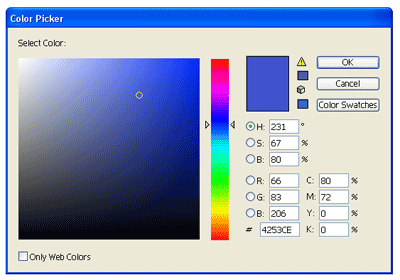 Color Picker
Select Color:
OK
Cancel
Color Swatches
H: 231 °
S: 67 %
B: 80 %
R: 66 C: 80 %
G: 83 M: 72 %
B: 206 Y: 0 %
# 4253CE K: 0 %
Only Web Colors